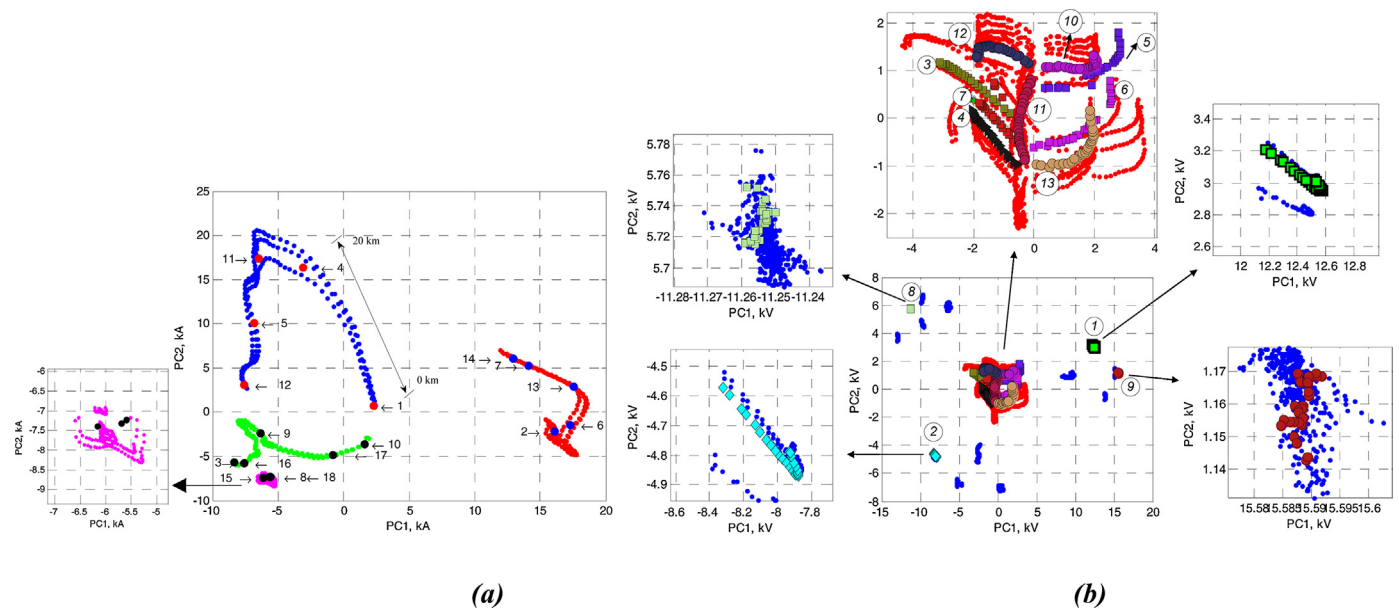 -6
-6.5
-7
-7.5
-8
-8.5
-9
PC2, kA
-7 -6.5 -6 -5.5 -5
PC1, kA
25
20
15
10
5
0
-5
-10
PC2, kA
-10 -5 0 5 10 15 20
PC1, kA
20 km
0 km
11→
←4
←5
←12
←1
14→
7→
13→
2→
←6
←9
←10
←17
3→
←16
15→
←8←18
5.78
5.76
5.74
5.72
5.7
PC2, kV
-11.28 -11.27 -11.26 -11.25 -11.24
PC1, kV
-4.5
-4.6
-4.7
-4.8
-4.9
PC2, kV
-8.6 -8.4 -8.2 -8 -7.8
PC1, kV
2
1
0
-1
-2
PC2, kV
-4 -2 0 2 4
PC1, kV
12
10
5
3
6
7
11
4
13
8
6
4
2
0
-2
-4
-6
-8
PC2, kV
-15 -10 -5 0 5 10 15 20
PC1, kV
8
1
9
2
3.4
3.2
3
2.8
2.6
PC2, kV
12 12.2 12.4 12.6 12.8
PC1, kV
1.17
1.16
1.15
1.14
PC2, kV
15.58 15.585 15.59 15.595 15.6
PC1, kV
(a)
(b)